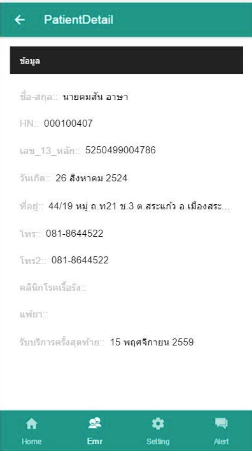 PatientDetail
ข้อมูล
ชื่อ-สกุล:: นายคมสัน อาษา
HN:: 000100407
เลข_13_หลัก:: 5250499004786
วันเกิด:: 26 สิงหาคม 2524
ที่อยู่:: 44/19 หมู่ ถ.ท21 ช.3 ต.สระแก้ว อ.เมืองสระ...
โทร:: 081-8644522
โทร2:: 081-8644522
คลินิกโรคเรื้อรัง::
แพ้ยา::
รับบริการครั้งสุดท้าย:: 15 พฤศจิกายน 2559
Home Emr Setting Alert